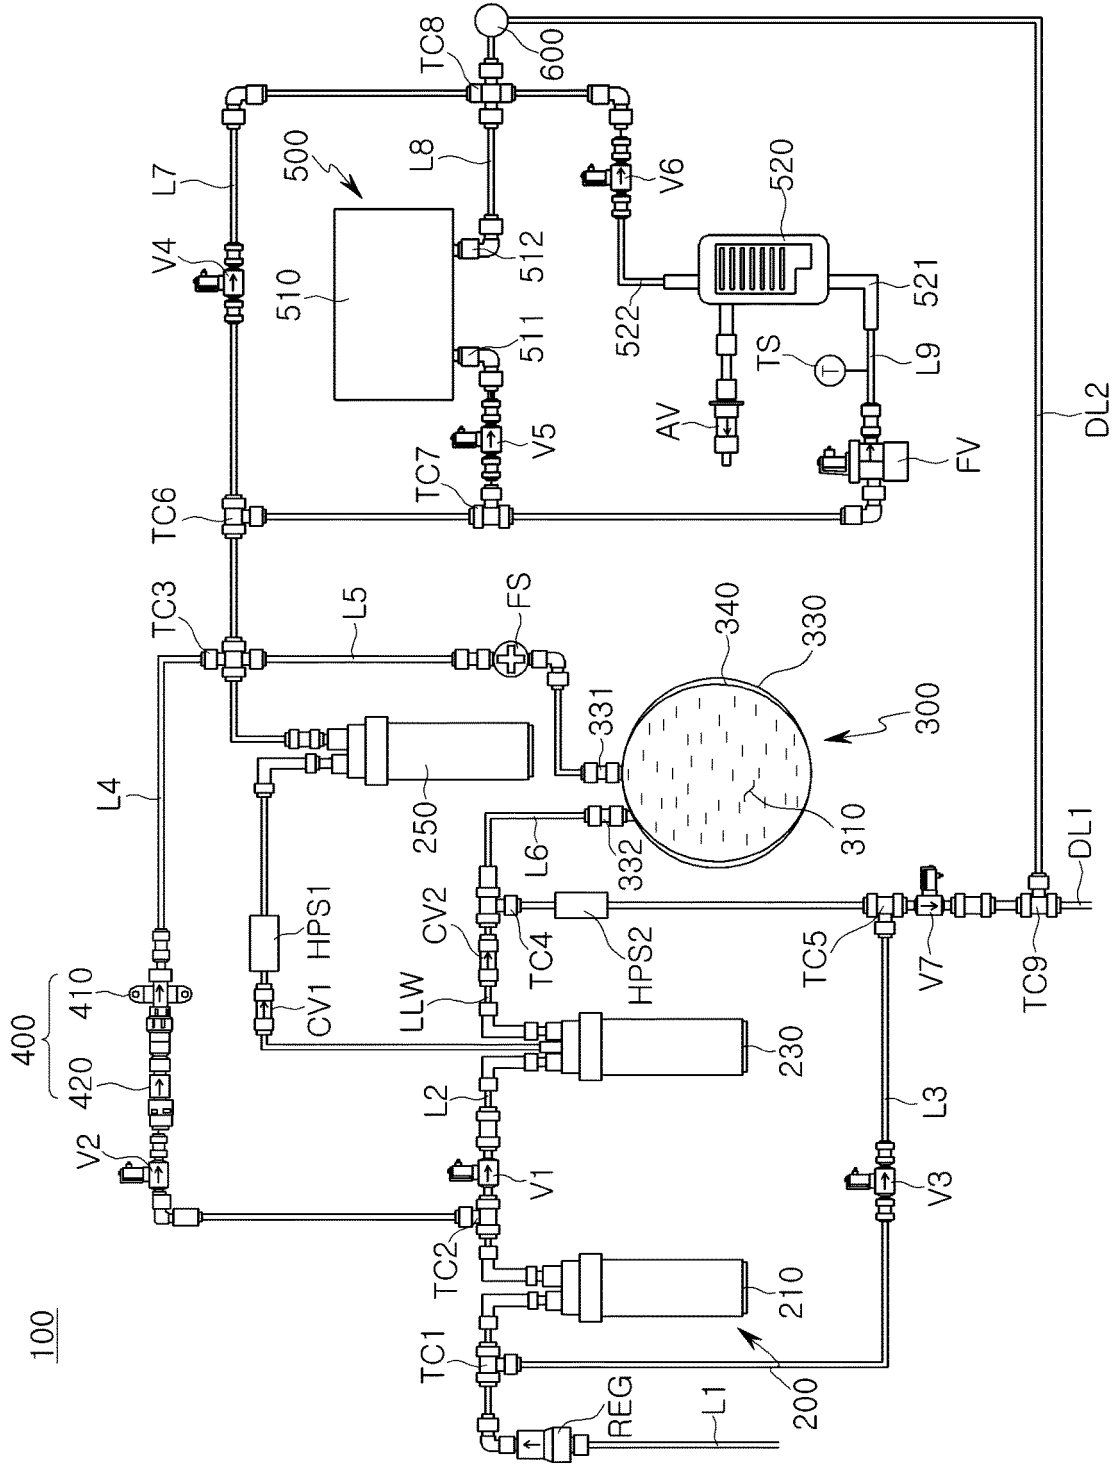 100
400
420
410
V2
L4
TC3
TC6
V4
L7
HPS1
CV1
250
L5
FS
500
510
511
512
L8
TC8
600
TC1
TC2
V1
L2
LLW
CV2
TC4
L6
332
331
TC7
V5
522
V6
REG
L1
200
210
230
HPS2
310
340
330
300
AV
TS
T
520
521
L9
FV
V3
L3
TC5
V7
TC9
DL1
DL2